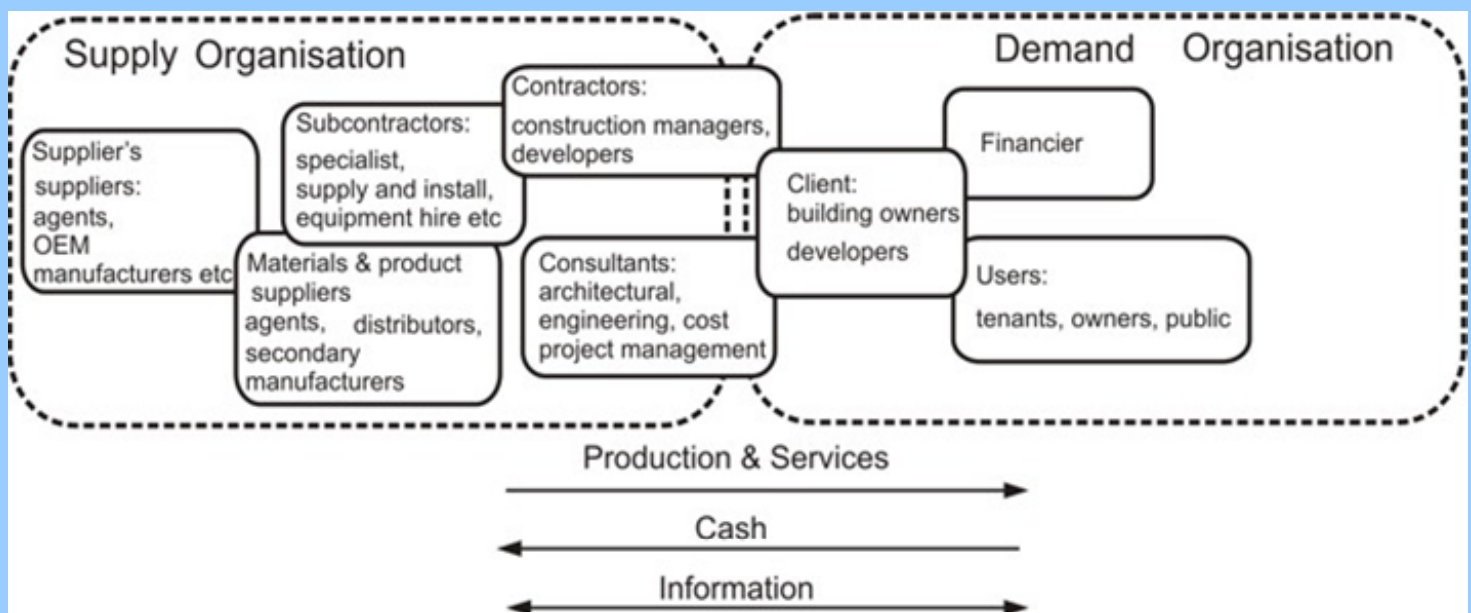 Supply Organisation
Demand Organisation
Supplier's
suppliers:
agents,
OEM
manufacturers etc
Subcontractors:
specialist,
supply and install,
equipment hire etc
Materials & product
suppliers
agents, distributors,
secondary
manufacturers
Contractors:
construction managers,
developers
Consultants:
architectural,
engineering, cost
project management
Client:
building owners
developers
Financier
Users:
tenants, owners, public
Production & Services
Cash
Information